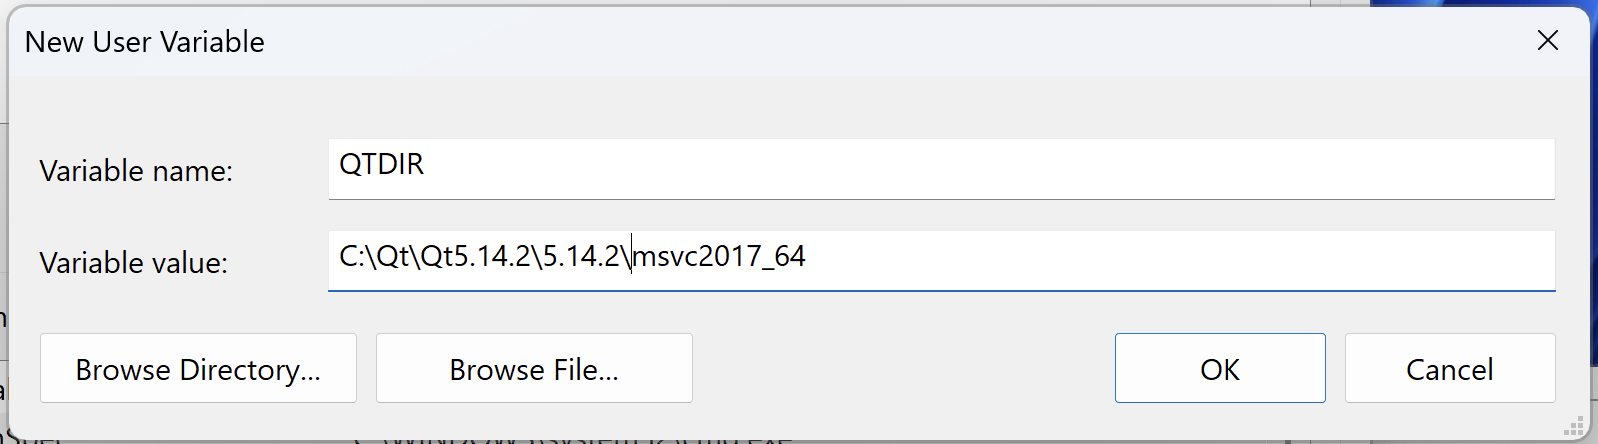 New User Variable
Variable name:
QTDIR
Variable value:
C:\Qt\Qt5.14.2\5.14.2\msvc2017_64
Browse Directory...
Browse File...
OK
Cancel